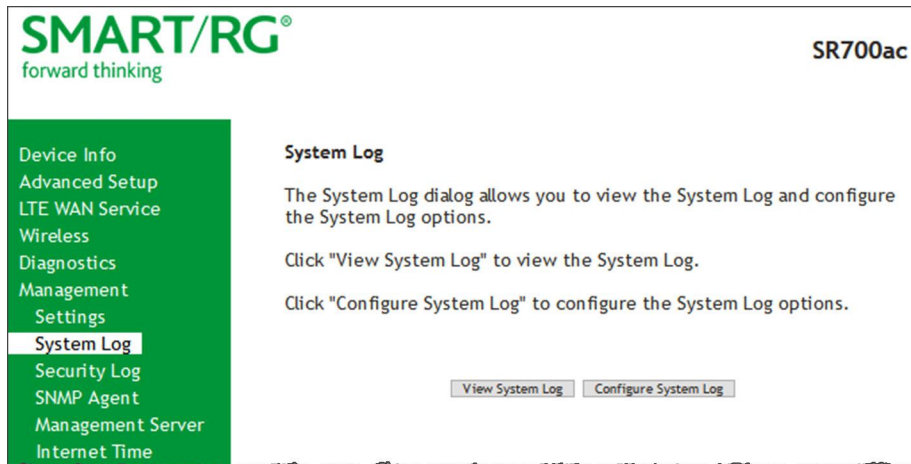 SMART/RG®
forward thinking
SR700ac
Device Info
Advanced Setup
LTE WAN Service
Wireless
Diagnostics
Management
Settings
System Log
Security Log
SNMP Agent
Management Server
Internet Time
System Log
The System Log dialog allows you to view the System Log and configure
the System Log options.
Click "View System Log" to view the System Log.
Click "Configure System Log" to configure the System Log options.
View System Log
Configure System Log